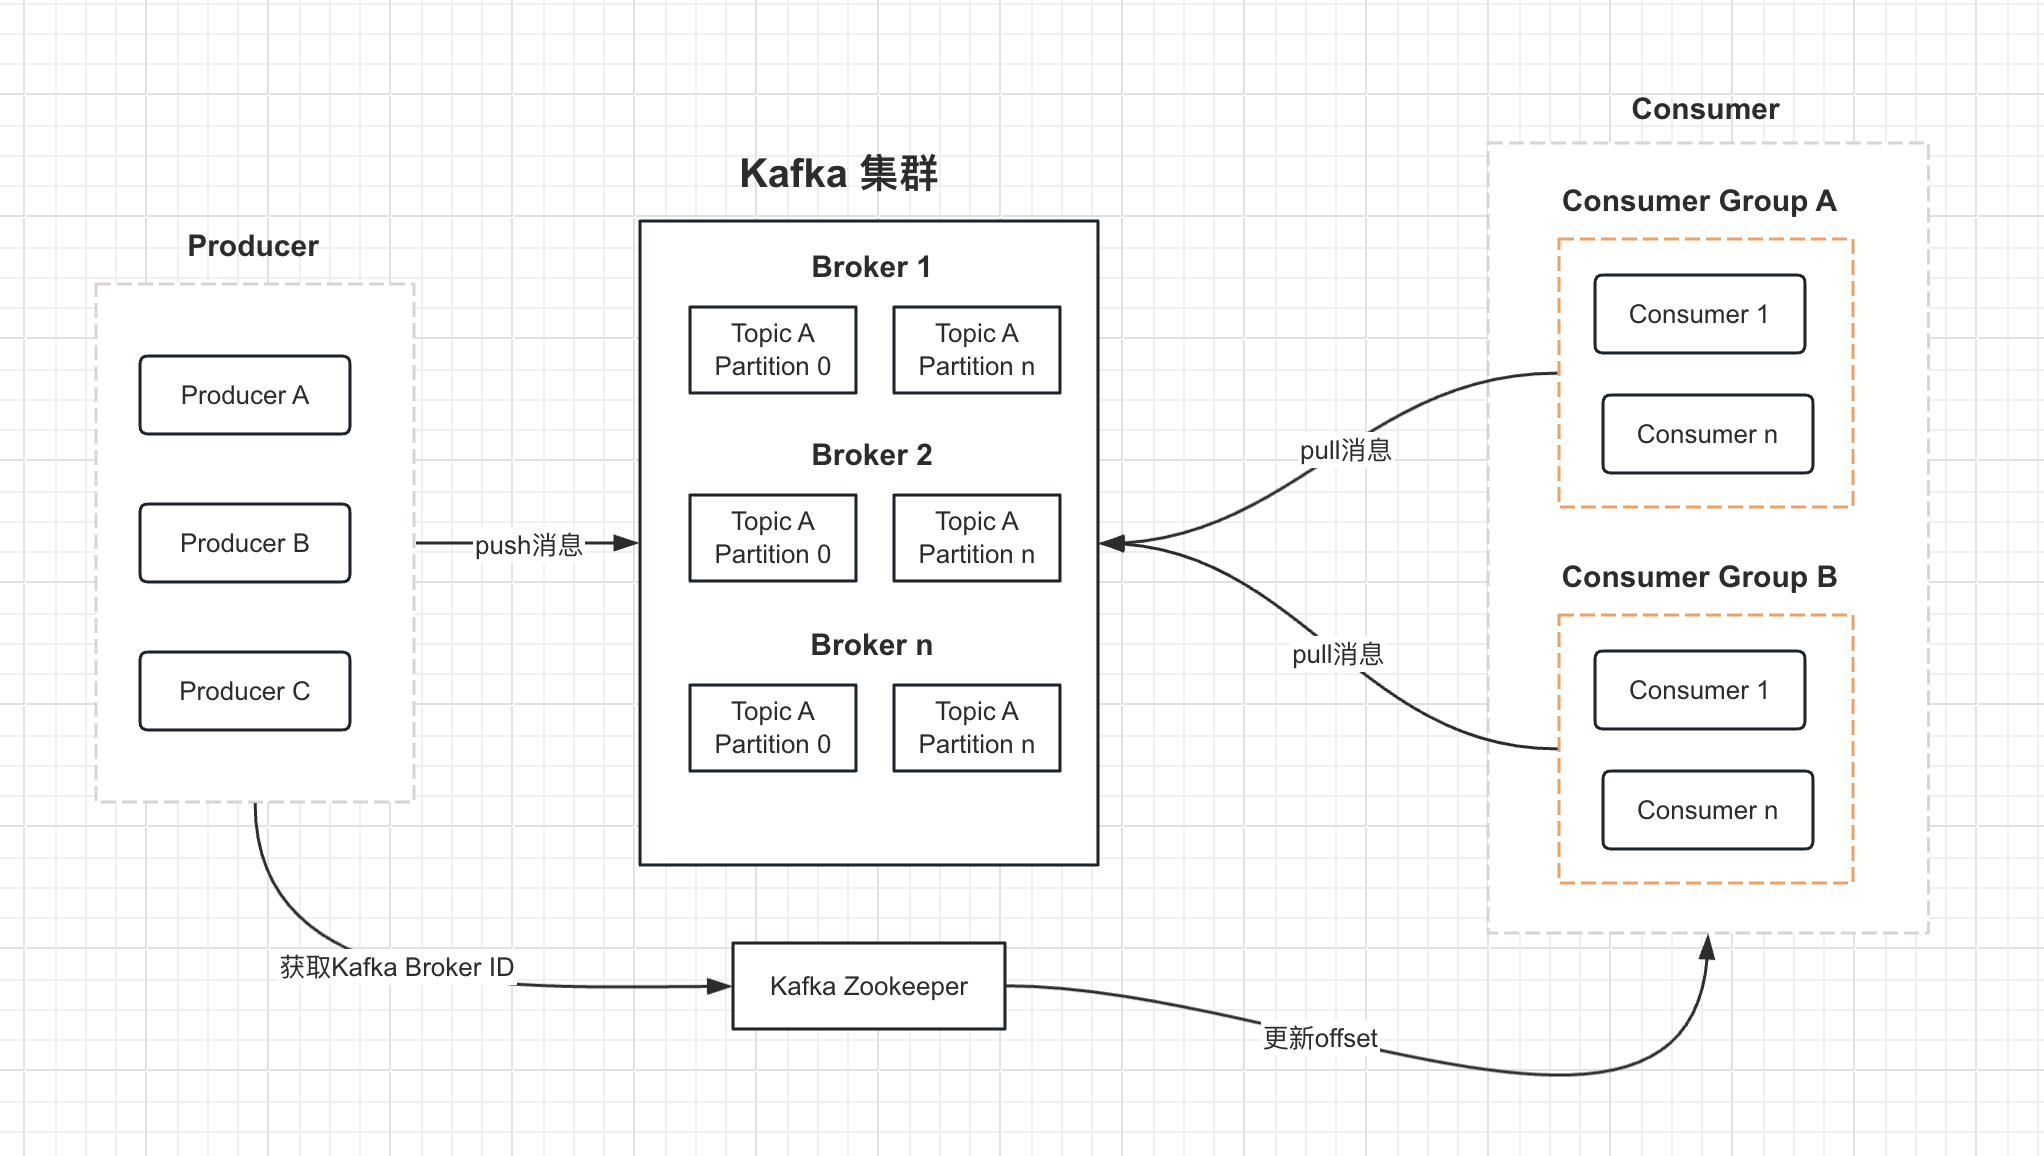 Producer
Producer A
Producer B
Producer C
push消息
获取Kafka Broker ID
Kafka 集群
Broker 1
Topic A
Partition 0
Topic A
Partition n
Broker 2
Topic A
Partition 0
Topic A
Partition n
Broker n
Topic A
Partition 0
Topic A
Partition n
Kafka Zookeeper
更新offset
pull消息
pull消息
Consumer
Consumer Group A
Consumer 1
Consumer n
Consumer Group B
Consumer 1
Consumer n